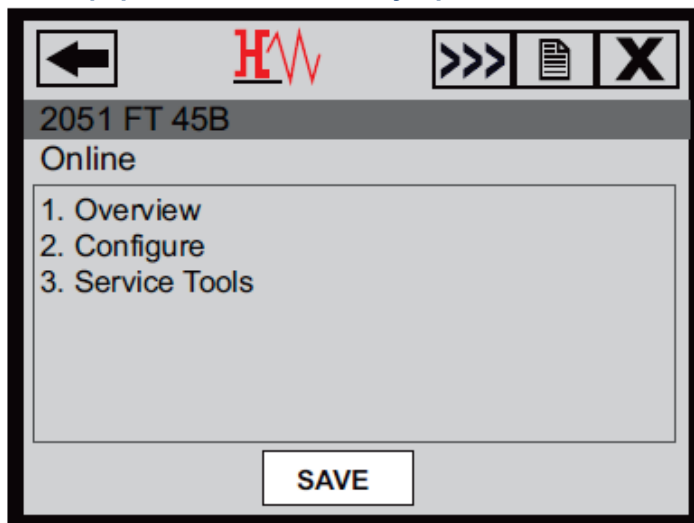 >>>
X
2051 FT 45B
Online
1. Overview
2. Configure
3. Service Tools
SAVE